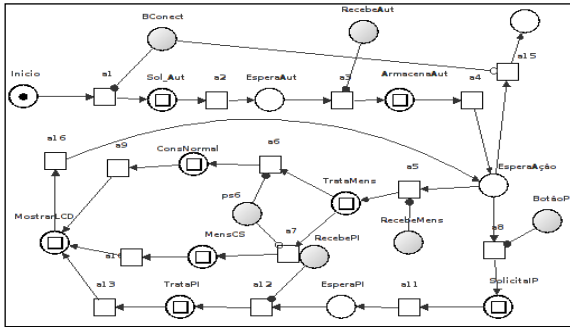 BConect
RecebeAut
a15
Inicio
a1
Sol_Aut
a2
EsperaAut
a3
ArmacenaAut
a4
a16
a9
ConsNormal
a6
TrataMens
a5
EsperaAção
ps6
BotãoP
a8
MostrarLCD
MensCS
a7
RecebePI
RecebeMens
a13
TrataPI
a12
EsperaPI
a11
SolicitaIP